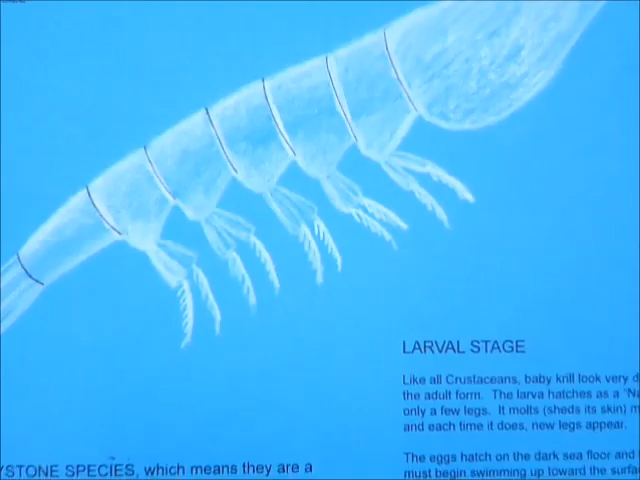 LARVAL STAGE
Like all Crustaceans, baby krill look very
the adult form. The larva hatches as a
only a few legs. It molts (sheds its skin)
and each time it does, new legs appear.
The eggs hatch on the dark sea floor and
must begin swimming up toward the
YSTONE SPECIES, which means they are a